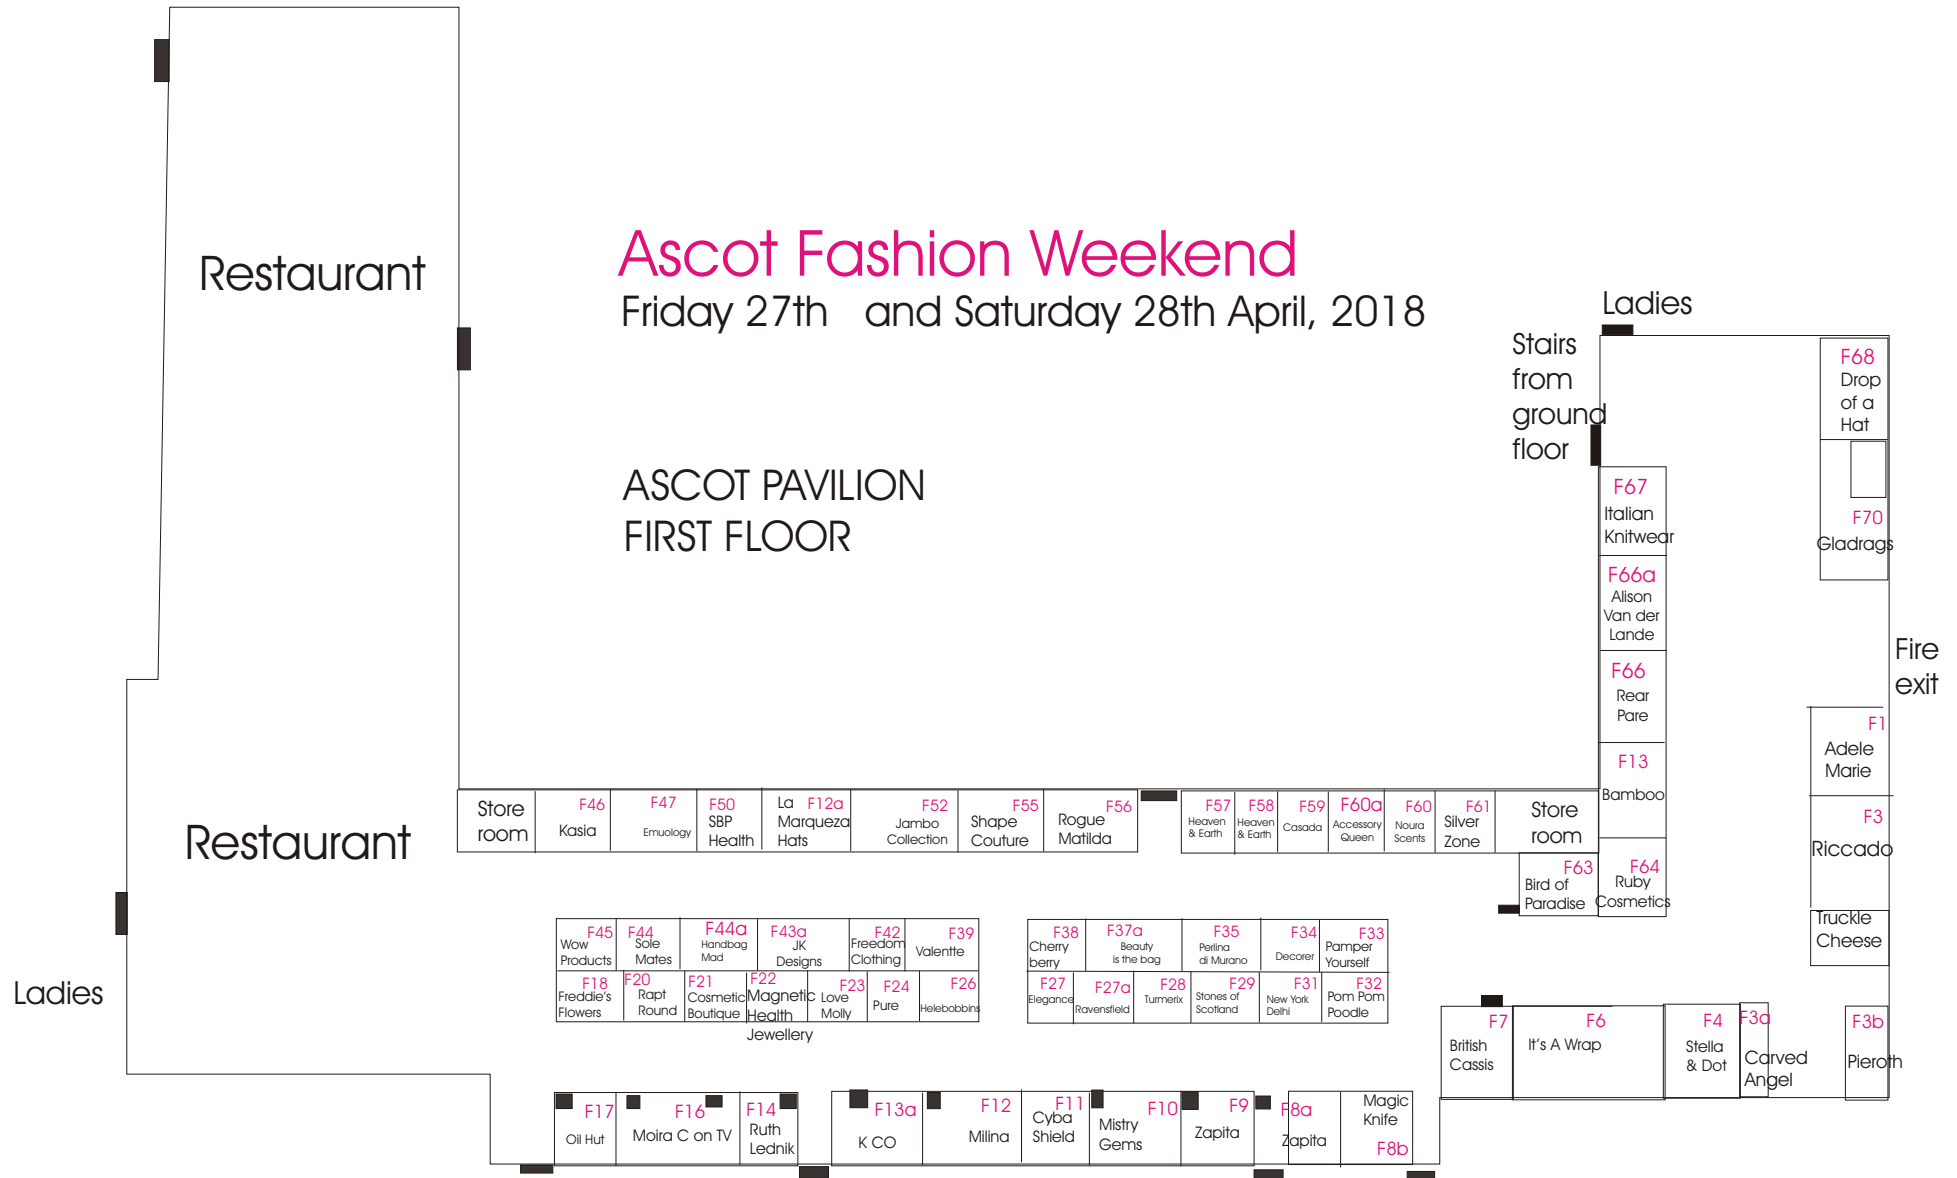 Ascot Fashion Weekend
Friday 27th and Saturday 28th April, 2018
ASCOT PAVILION
FIRST FLOOR
Restaurant
Restaurant
Ladies
Ladies
Stairs
from
ground
floor
Fire
exit
F68
Drop
of a
Hat
F70
Gladrags
F67
Italian
Knitwear
F66a
Alison
Van der
Lande
F66
Rear
Pare
F13
Bamboo
F64
Ruby
Cosmetics
F63
Bird of
Paradise
F1
Adele
Marie
F3
Riccado
Truckle
Cheese
Store
room
F46
Kasia
F47
Emuology
F50
SBP
Health
La F12a
Marqueza
Hats
F52
Jambo
Collection
F55
Shape
Couture
F56
Rogue
Matilda
F57
Heaven
& Earth
F58
Heaven
& Earth
F59
Casada
F60a
Accessory
Queen
F60
Noura
Scents
F61
Silver
Zone
Store
room
F45
Wow
Products
F44
Sole
Mates
F44a
Handbag
Mad
F43a
JK
Designs
F42
Freedom
Clothing
F39
Valentte
F38
Cherry
berry
F37a
Beauty
is the bag
F35
Perlina
di Murano
F34
Decorer
F33
Pamper
Yourself
F18
Freddie's
Flowers
F20
Rapt
Round
F21
Cosmetic
Boutique
F22
Magnetic
Health
Jewellery
F23
Love
Molly
F24
Pure
F26
Helebobbins
F27
Elegance
F27a
Ravensfield
F28
Turmerix
F29
Stones of
Scotland
F31
New York
Delhi
F32
Pom Pom
Poodle
F7
British
Cassis
F6
It's A Wrap
F4
Stella
& Dot
F3a
Carved
Angel
F3b
Pieroth
F17
Oil Hut
F16
Moira C on TV
F14
Ruth
Lednik
F13a
K CO
F12
Milina
F11
Cyba
Shield
F10
Mistry
Gems
F9
Zapita
F8a
Zapita
Magic
Knife
F8b